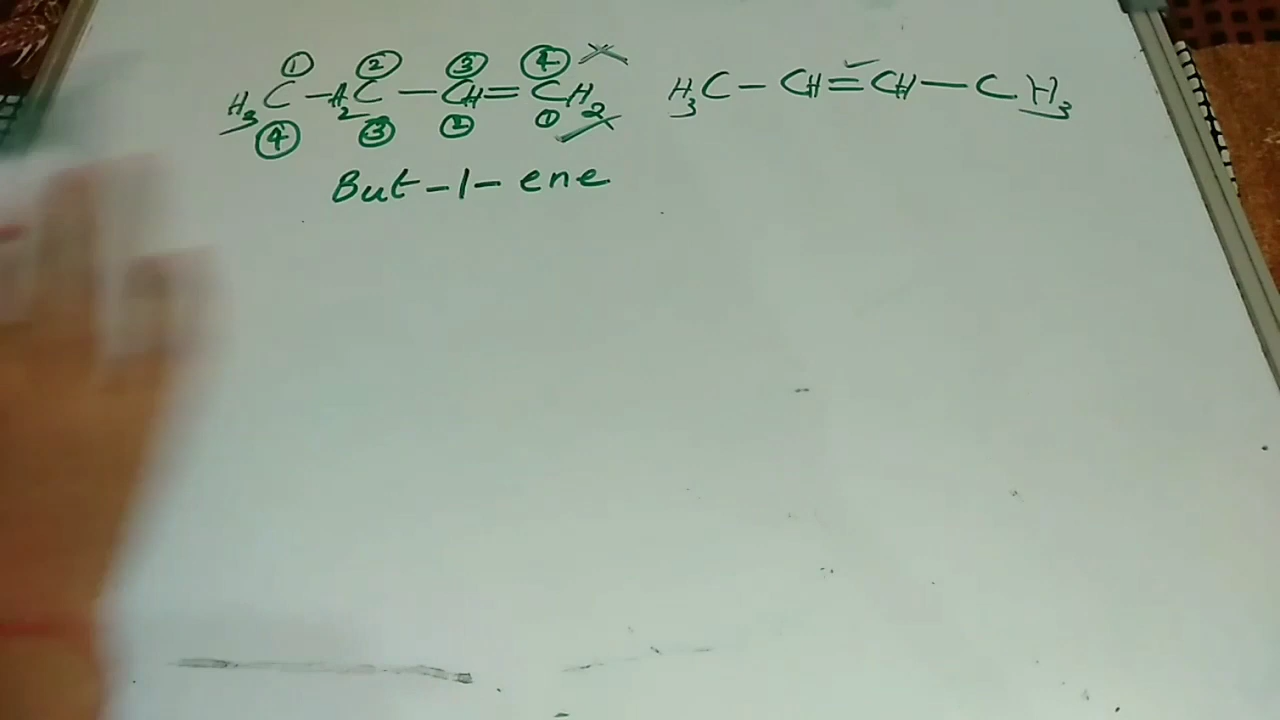 ① ② ③ ④
H₃C – H₂C — CH = CH₂ H₃C – CH = CH — CH₃
④ ③ ② ①
But – 1 – ene